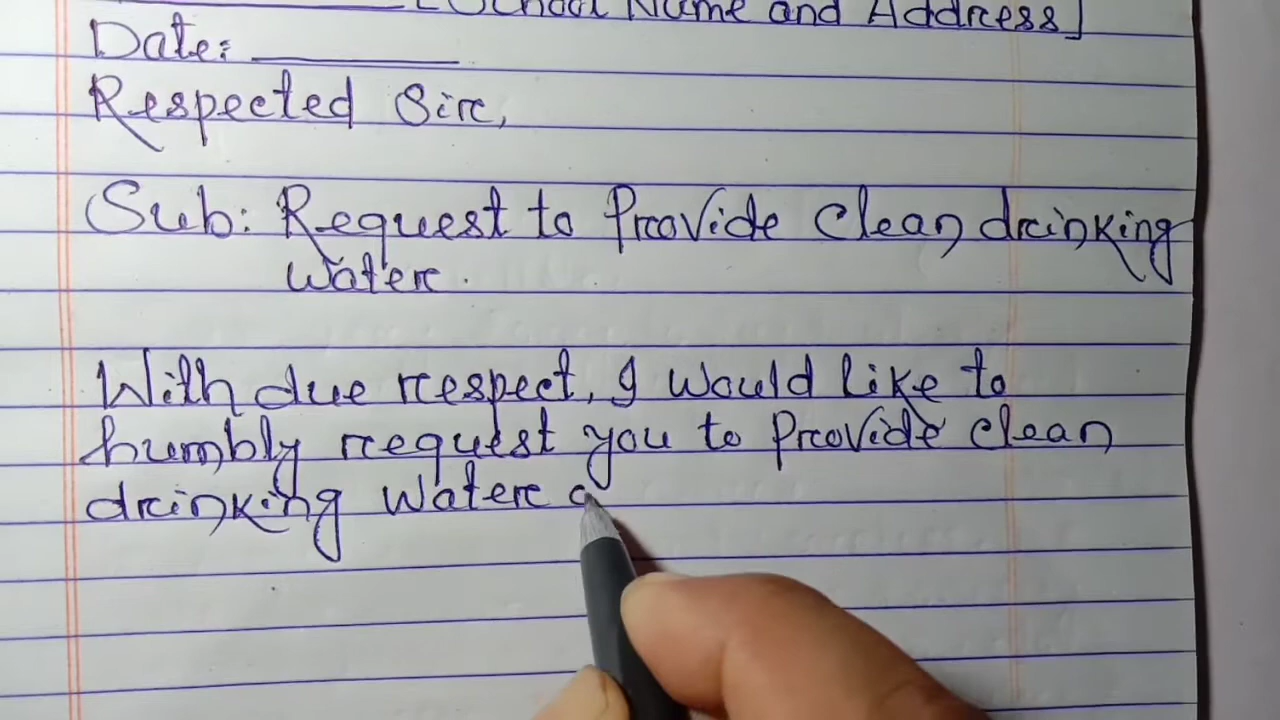 [School Name and Address]
Date: ____________
Respected Sir,
Sub: Request to Provide Clean drinking
Water.
With due respect, I would like to
humbly request you to Provide clean
drinking Water a